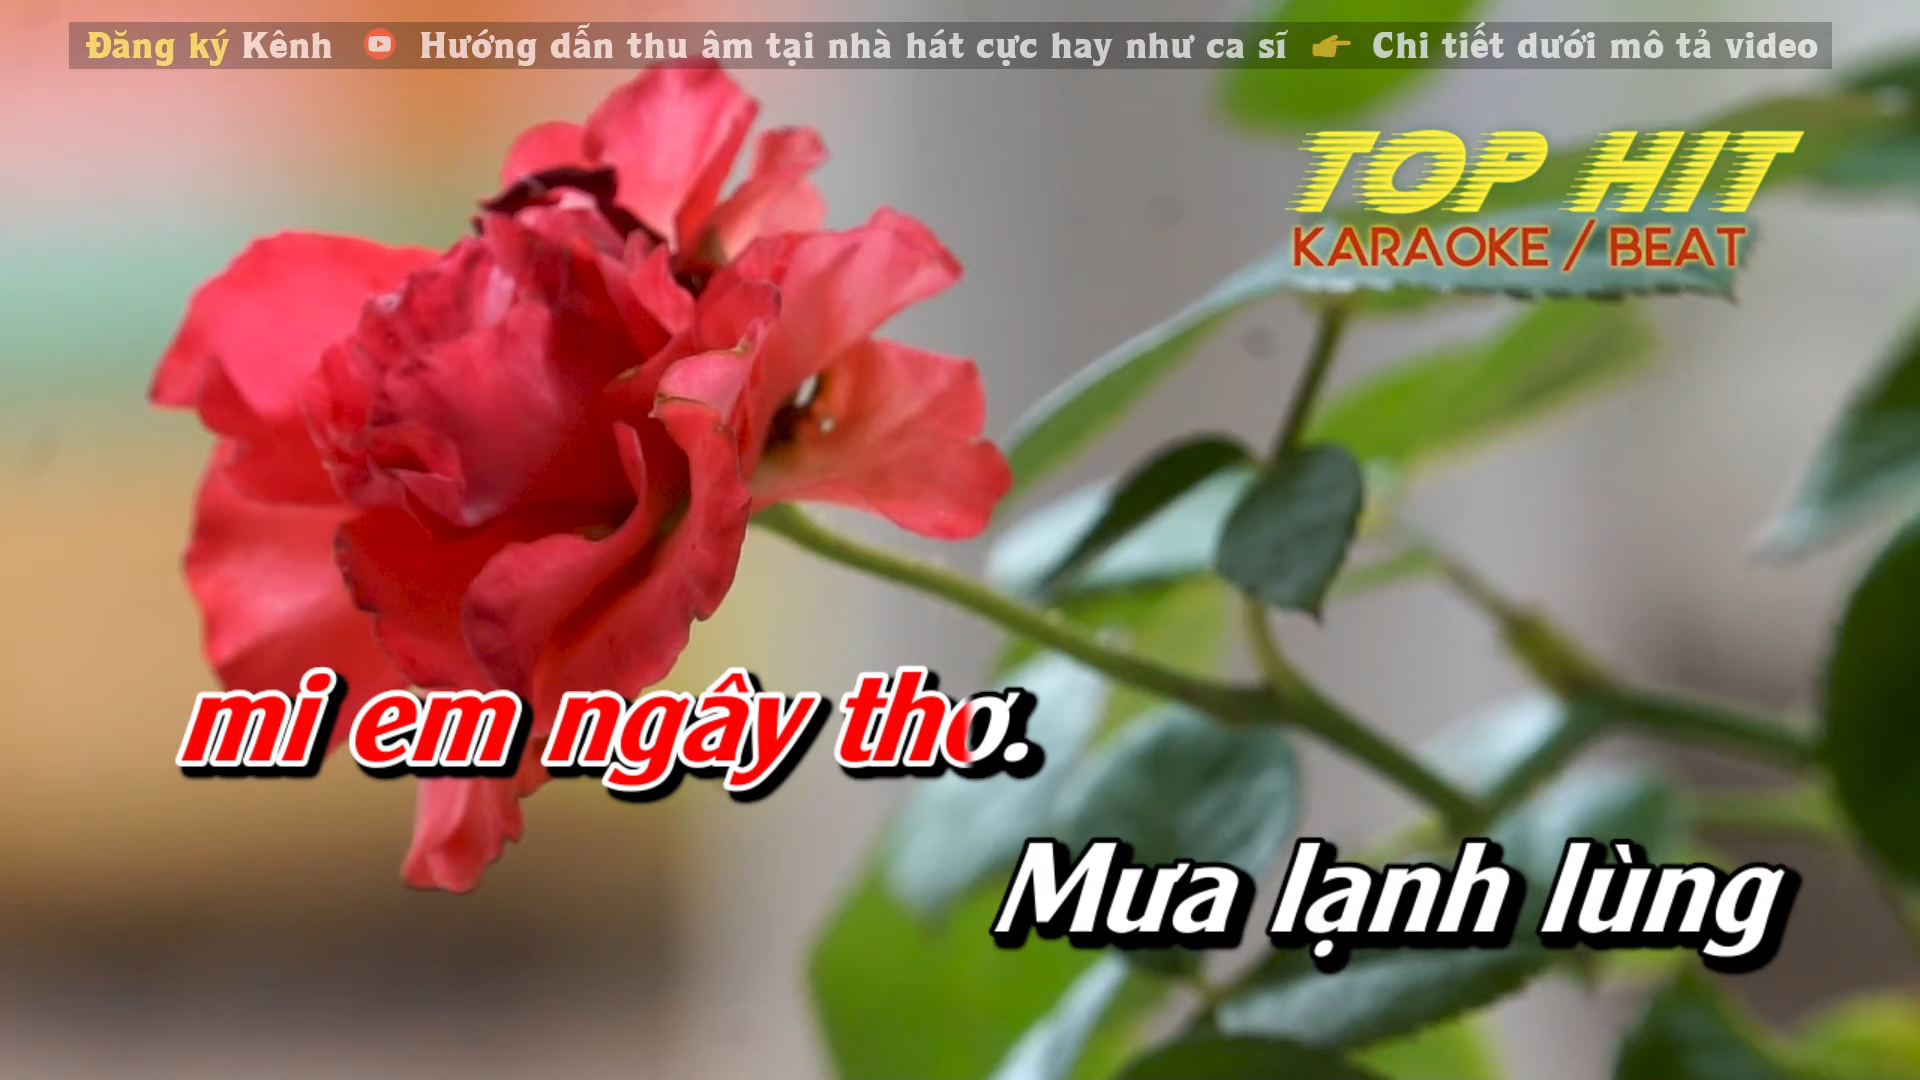 Đăng ký Kênh Hướng dẫn thu âm tại nhà hát cực hay như ca sĩ Chi tiết dưới mô tả video
TOP HIT
KARAOKE / BEAT
mi em ngây thơ.
Mưa lạnh lùng